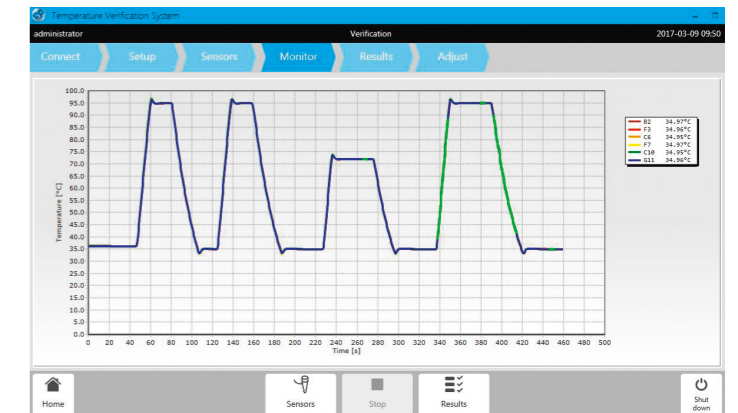 Temperature Verification System
administrator Verification 2017-03-09 09:50
Connect Setup Sensors Monitor Results Adjust
100.0
95.0
90.0
85.0
80.0
75.0
70.0
65.0
60.0
55.0
50.0
45.0
40.0
35.0
30.0
25.0
20.0
15.0
10.0
5.0
0.0
Temperature [°C]
0 20 40 60 80 100 120 140 160 180 200 220 240 260 280 300 320 340 360 380 400 420 440 460 480 500
Time [s]
B2 34.97°C
F3 34.96°C
C6 34.95°C
F7 34.97°C
C10 34.95°C
G11 34.96°C
Home Sensors Stop Results Shut down